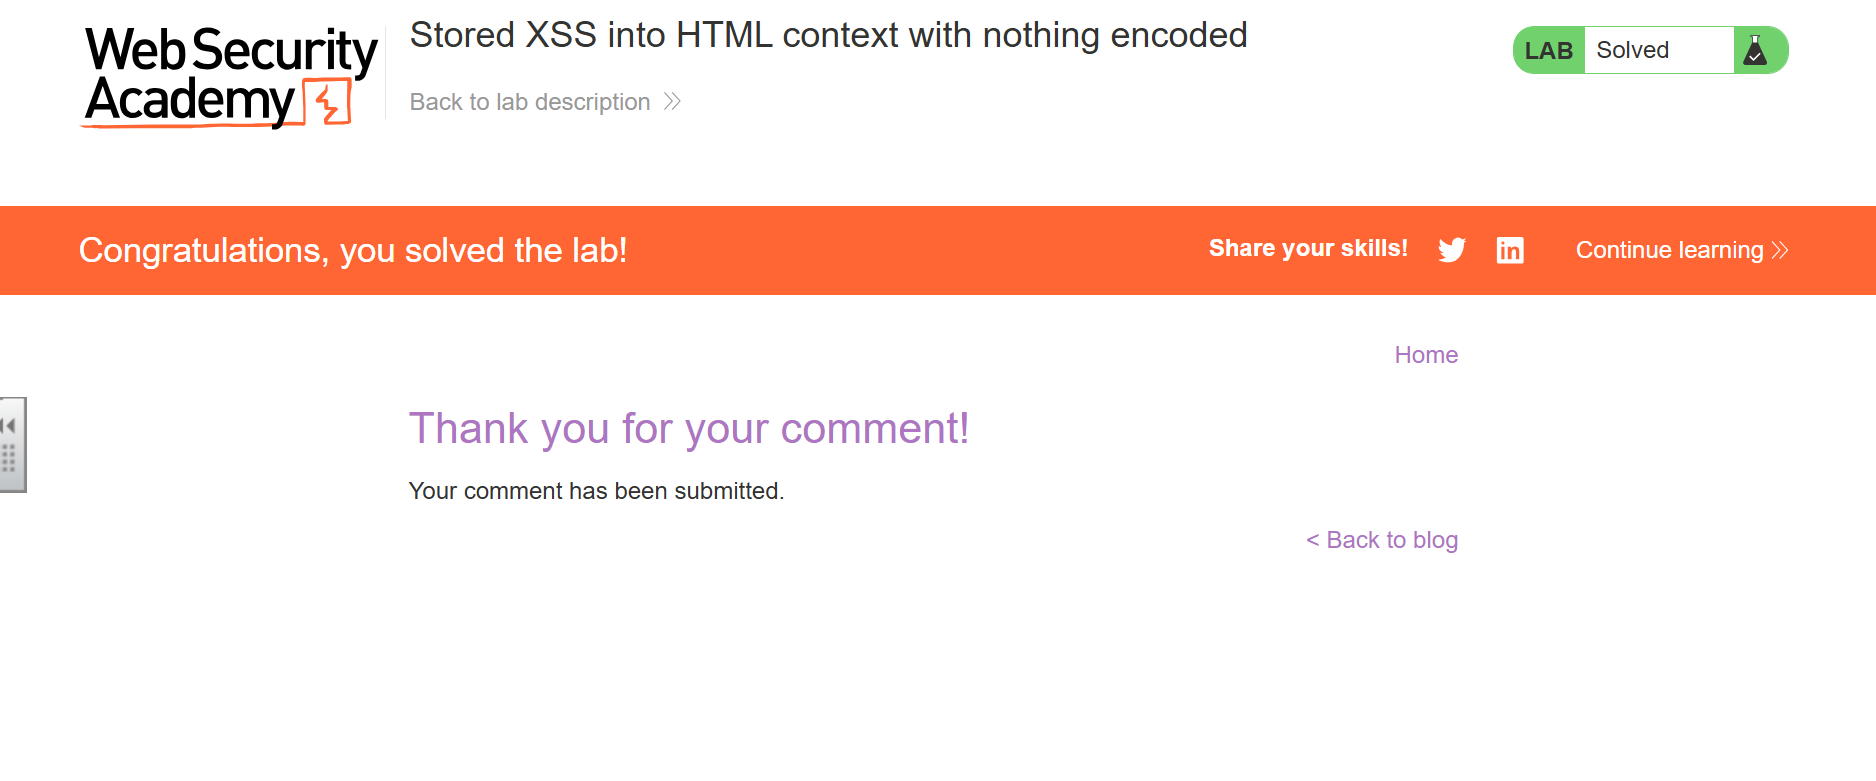 Web Security
Academy
Stored XSS into HTML context with nothing encoded
Back to lab description
LAB Solved
Congratulations, you solved the lab!
Share your skills!
in
Continue learning
Home
Thank you for your comment!
Your comment has been submitted.
< Back to blog